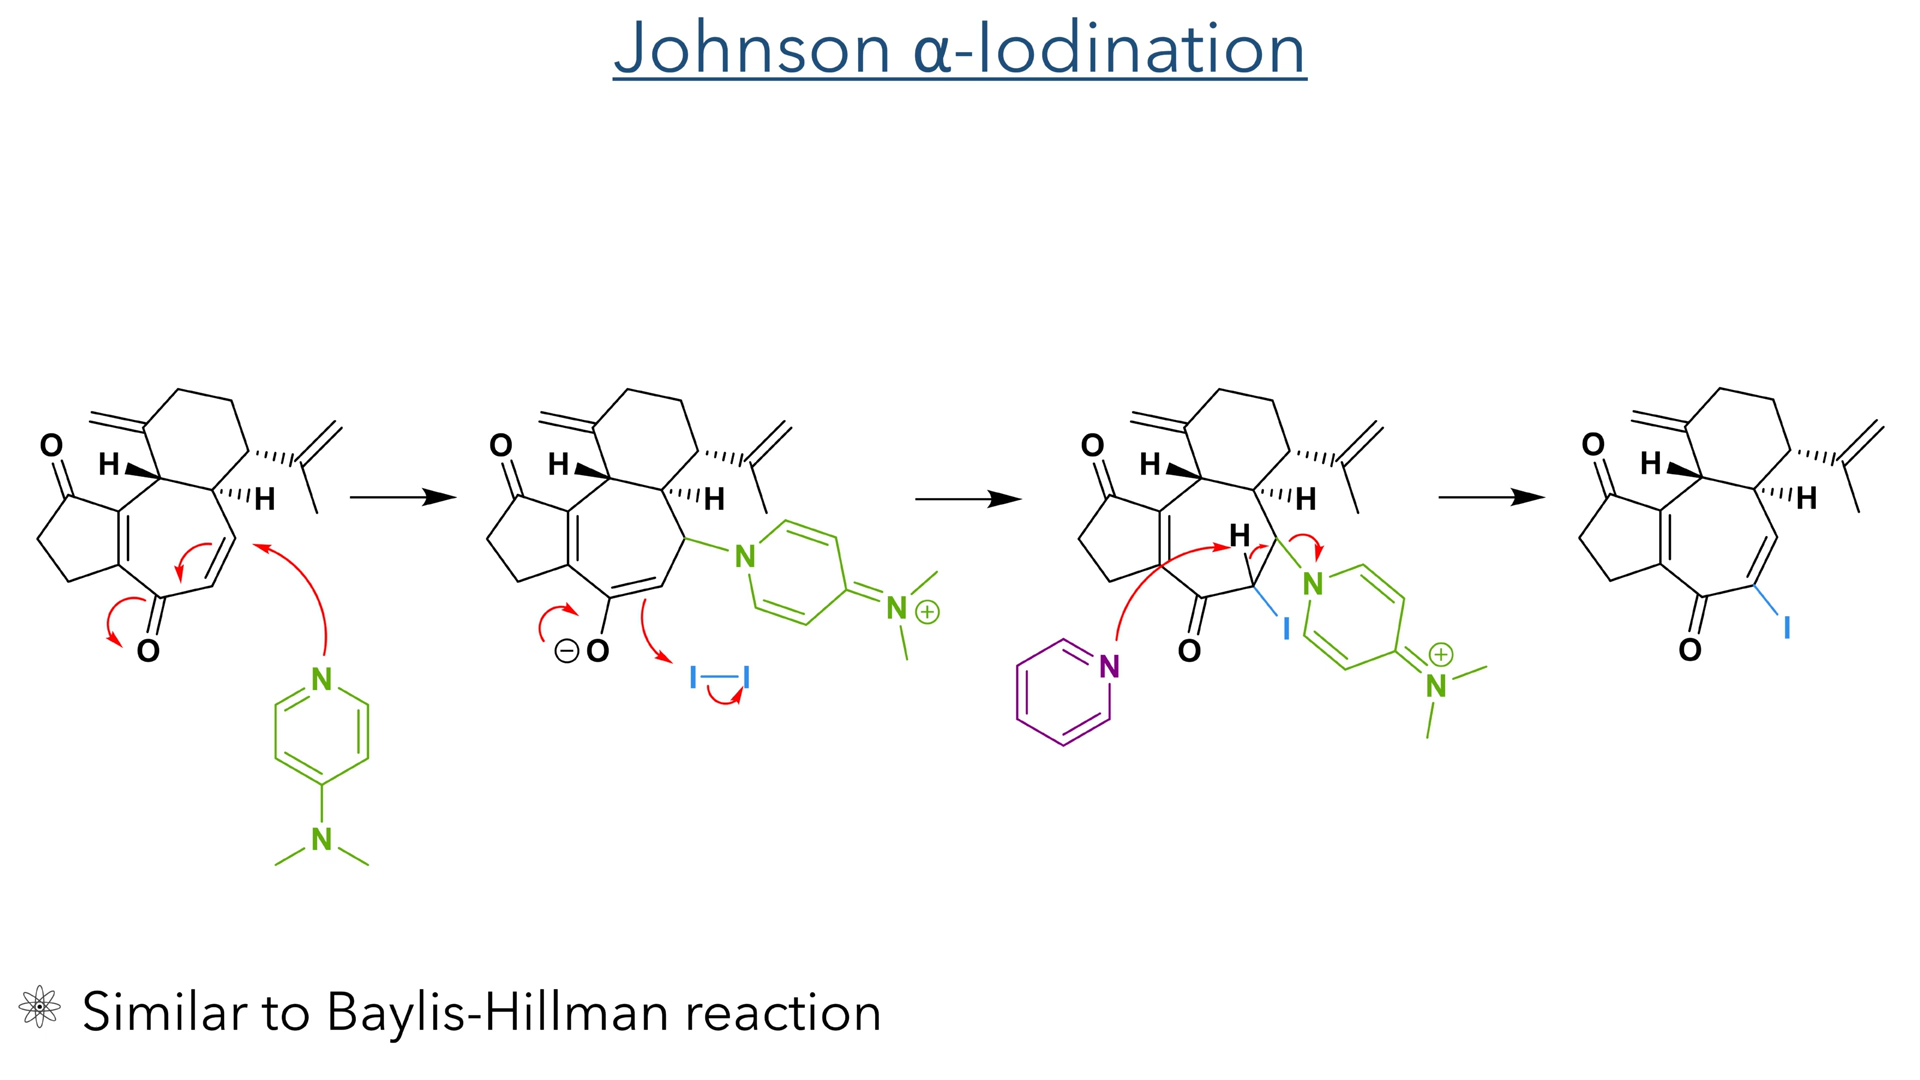 Johnson α-Iodination
O
H
H
O
N
N
O
H
H
N
N
⊕
⊖ O
I—I
O
H
H
H
N
I
O
N
N
⊕
O
H
H
I
O
Similar to Baylis-Hillman reaction